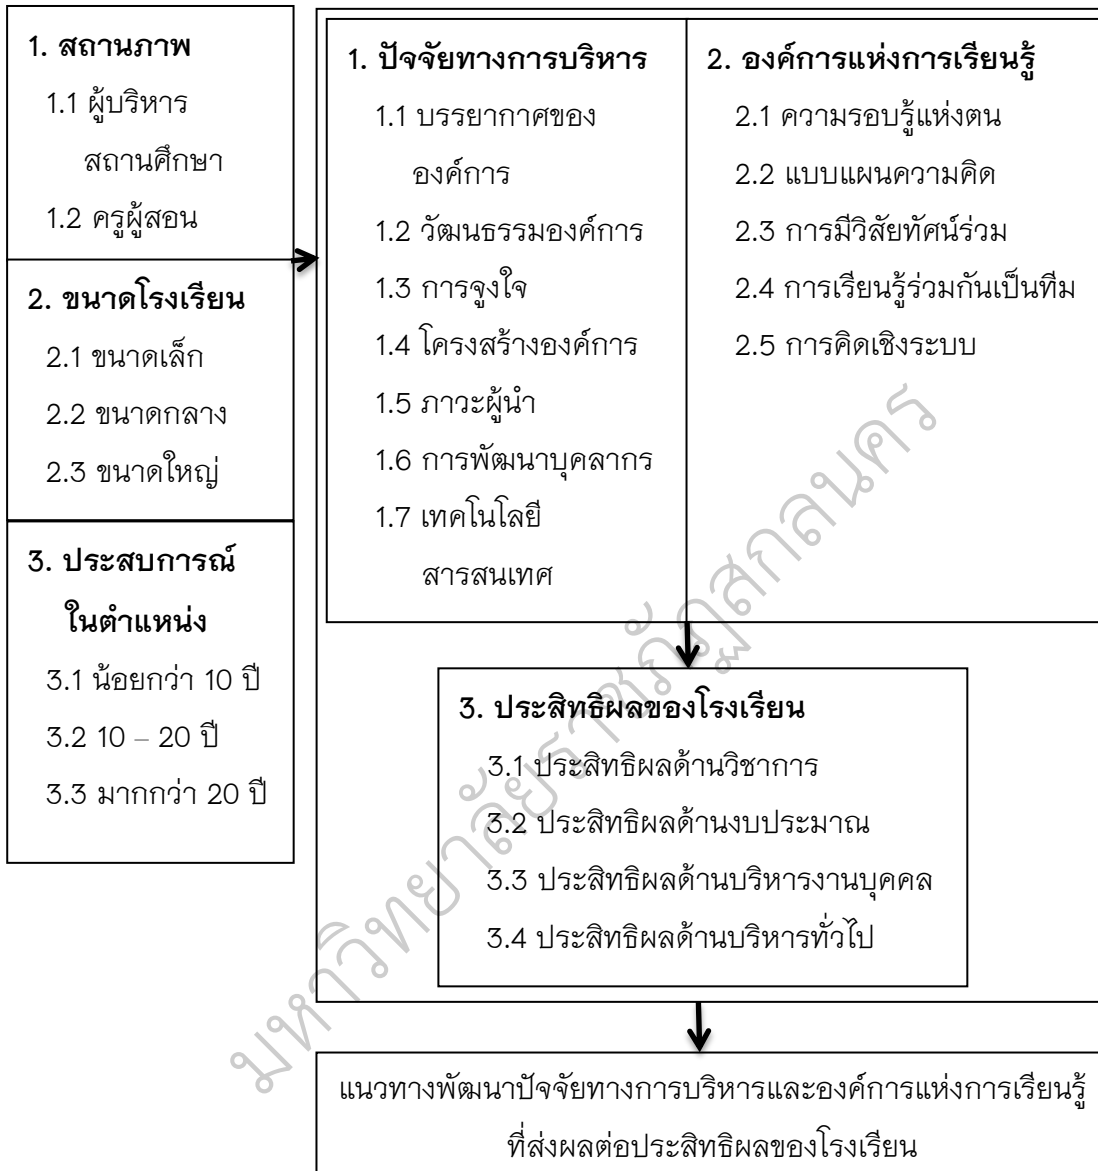 1. สถานภาพ
1.1 ผู้บริหาร
สถานศึกษา
1.2 ครูผู้สอน
2. ขนาดโรงเรียน
2.1 ขนาดเล็ก
2.2 ขนาดกลาง
2.3 ขนาดใหญ่
3. ประสบการณ์
ในตำแหน่ง
3.1 น้อยกว่า 10 ปี
3.2 10 – 20 ปี
3.3 มากกว่า 20 ปี
1. ปัจจัยทางการบริหาร
1.1 บรรยากาศของ
องค์การ
1.2 วัฒนธรรมองค์การ
1.3 การจูงใจ
1.4 โครงสร้างองค์การ
1.5 ภาวะผู้นำ
1.6 การพัฒนาบุคลากร
1.7 เทคโนโลยี
สารสนเทศ
2. องค์การแห่งการเรียนรู้
2.1 ความรอบรู้แห่งตน
2.2 แบบแผนความคิด
2.3 การมีวิสัยทัศน์ร่วม
2.4 การเรียนรู้ร่วมกันเป็นทีม
2.5 การคิดเชิงระบบ
3. ประสิทธิผลของโรงเรียน
3.1 ประสิทธิผลด้านวิชาการ
3.2 ประสิทธิผลด้านงบประมาณ
3.3 ประสิทธิผลด้านบริหารงานบุคคล
3.4 ประสิทธิผลด้านบริหารทั่วไป
แนวทางพัฒนาปัจจัยทางการบริหารและองค์การแห่งการเรียนรู้
ที่ส่งผลต่อประสิทธิผลของโรงเรียน
มหาวิทยาลัยราชภัฏสกลนคร